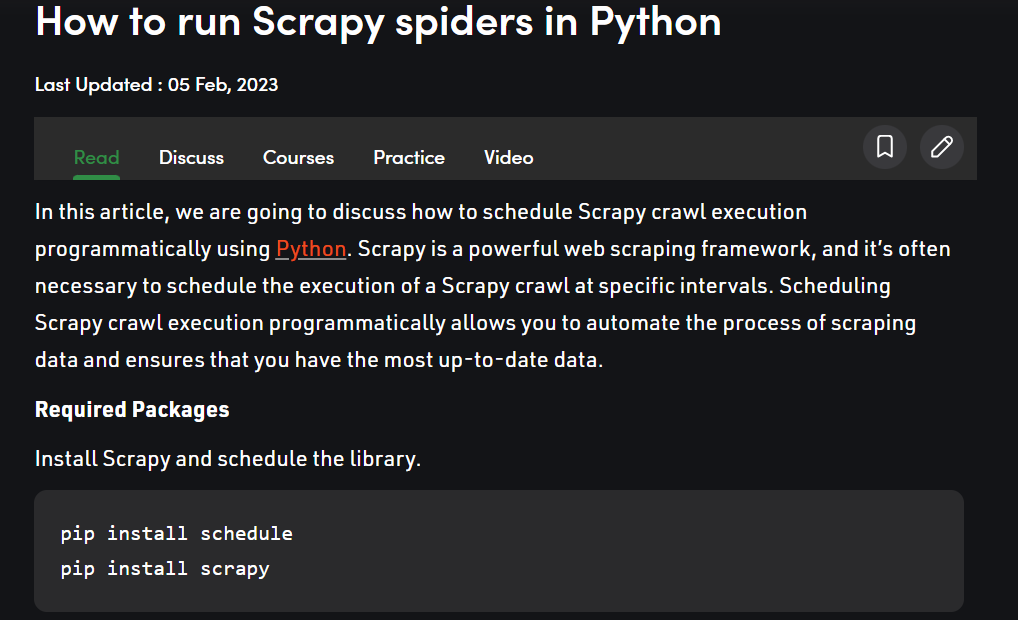 How to run Scrapy spiders in Python
Last Updated : 05 Feb, 2023
Read Discuss Courses Practice Video
In this article, we are going to discuss how to schedule Scrapy crawl execution
programmatically using Python. Scrapy is a powerful web scraping framework, and it’s often
necessary to schedule the execution of a Scrapy crawl at specific intervals. Scheduling
Scrapy crawl execution programmatically allows you to automate the process of scraping
data and ensures that you have the most up-to-date data.
Required Packages
Install Scrapy and schedule the library.
pip install schedule
pip install scrapy